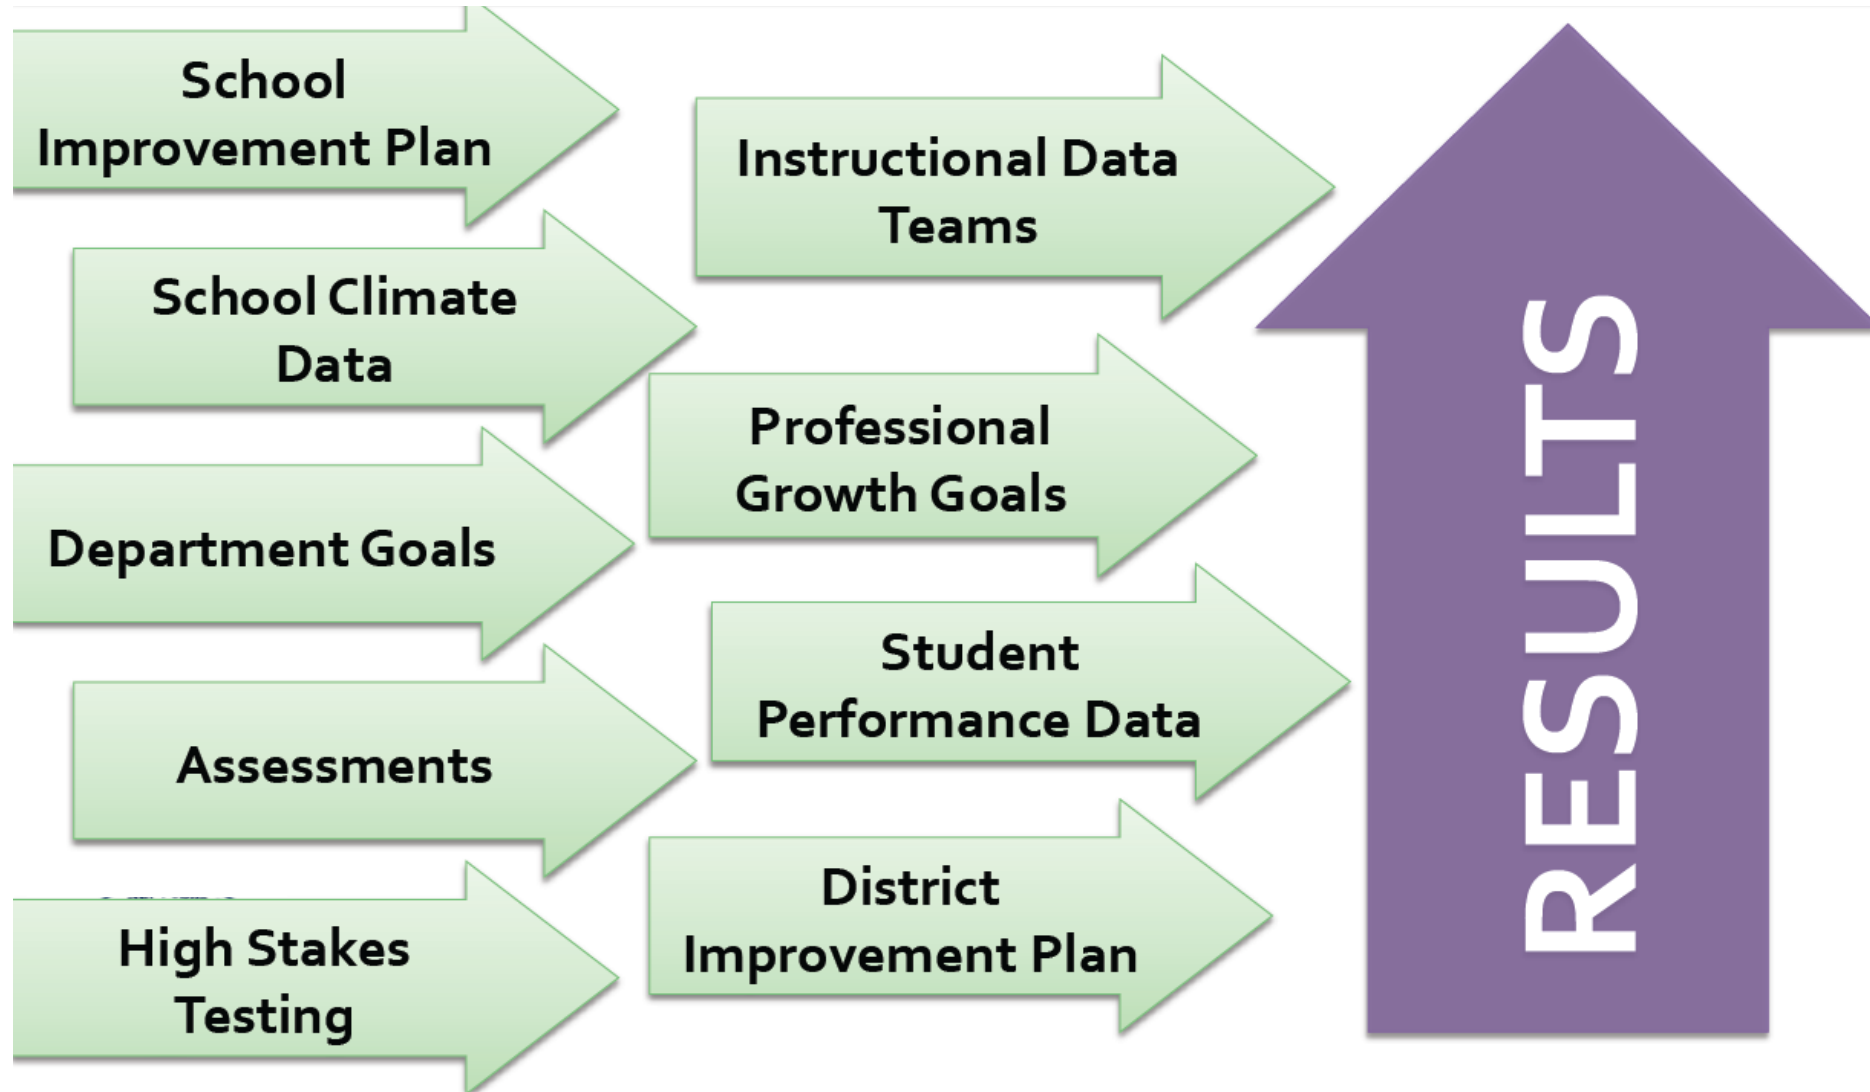 School
Improvement Plan
School Climate
Data
Department Goals
Assessments
High Stakes
Testing
Instructional Data
Teams
Professional
Growth Goals
Student
Performance Data
District
Improvement Plan
RESULTS